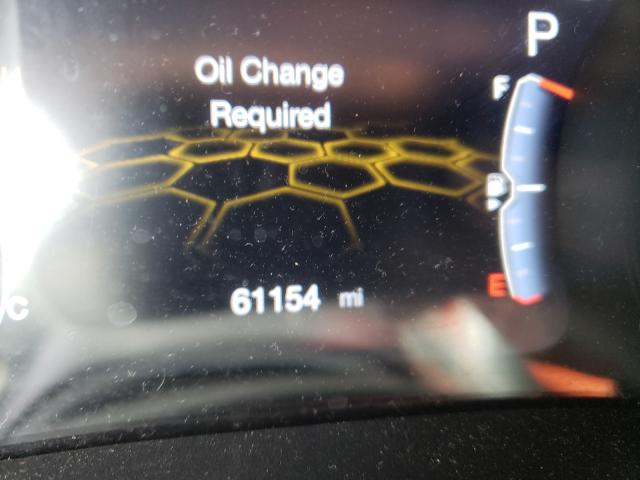 P
Oil Change
Required
F
E
61154 mi
C